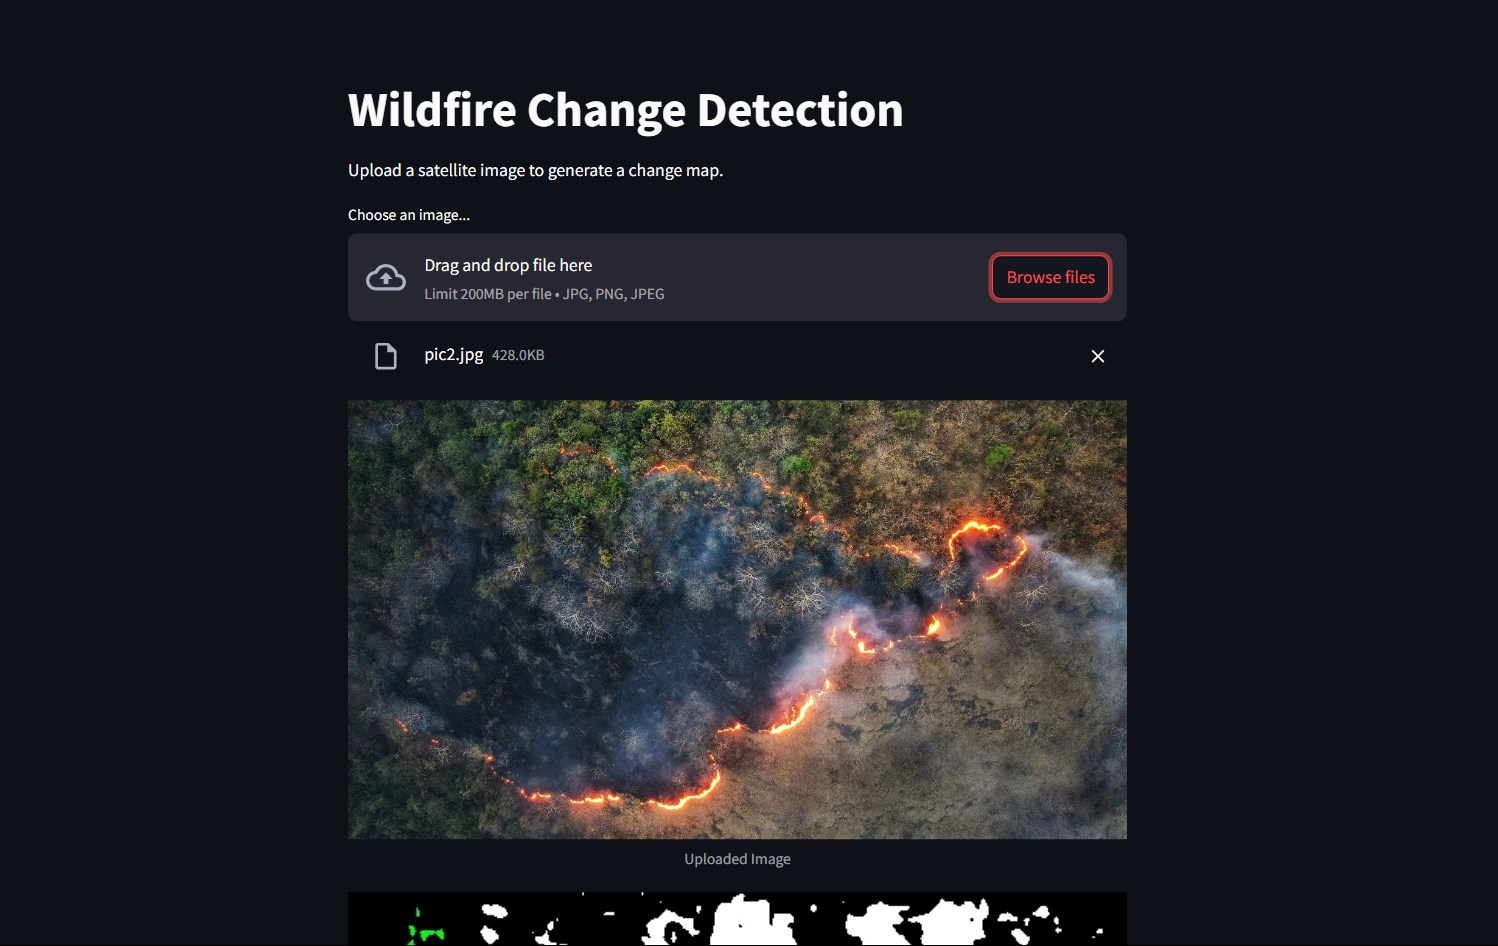 Wildfire Change Detection
Upload a satellite image to generate a change map.
Choose an image...
Drag and drop file here
Limit 200MB per file • JPG, PNG, JPEG
Browse files
pic2.jpg 428.0KB
Uploaded Image